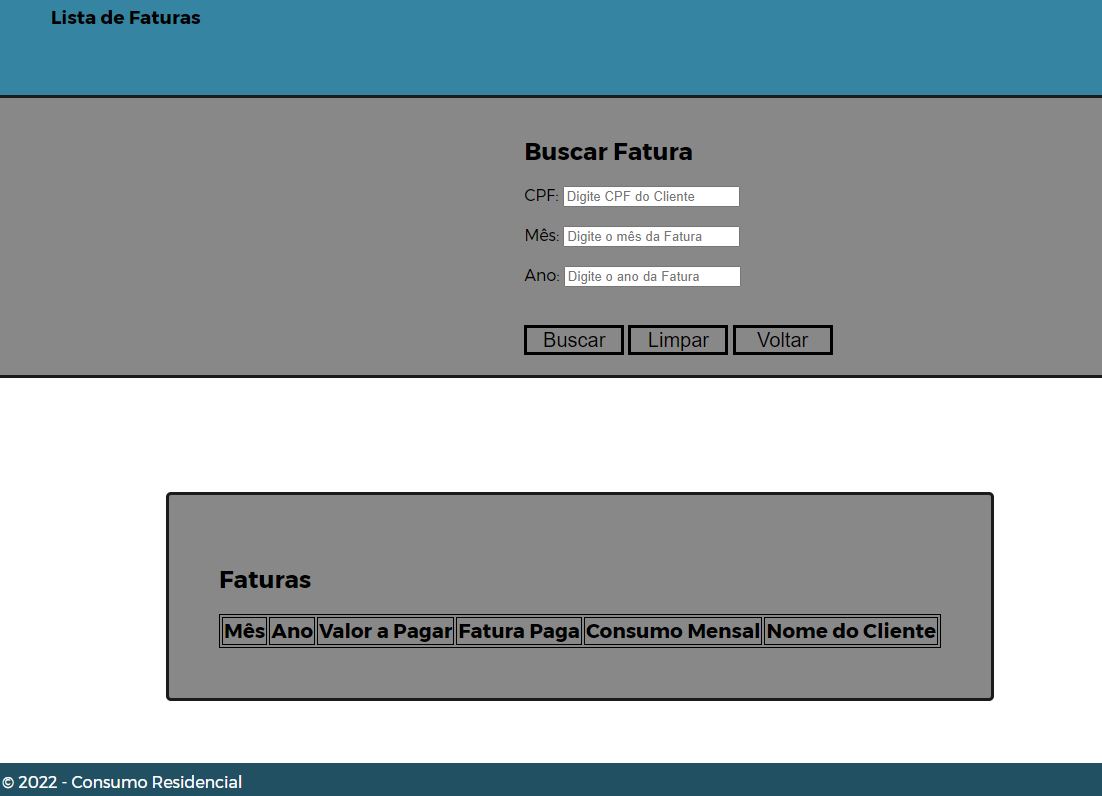 Lista de Faturas
Buscar Fatura
CPF: Digite CPF do Cliente
Mês: Digite o mês da Fatura
Ano: Digite o ano da Fatura
Buscar Limpar Voltar
Faturas
Mês Ano Valor a Pagar Fatura Paga Consumo Mensal Nome do Cliente
© 2022 - Consumo Residencial